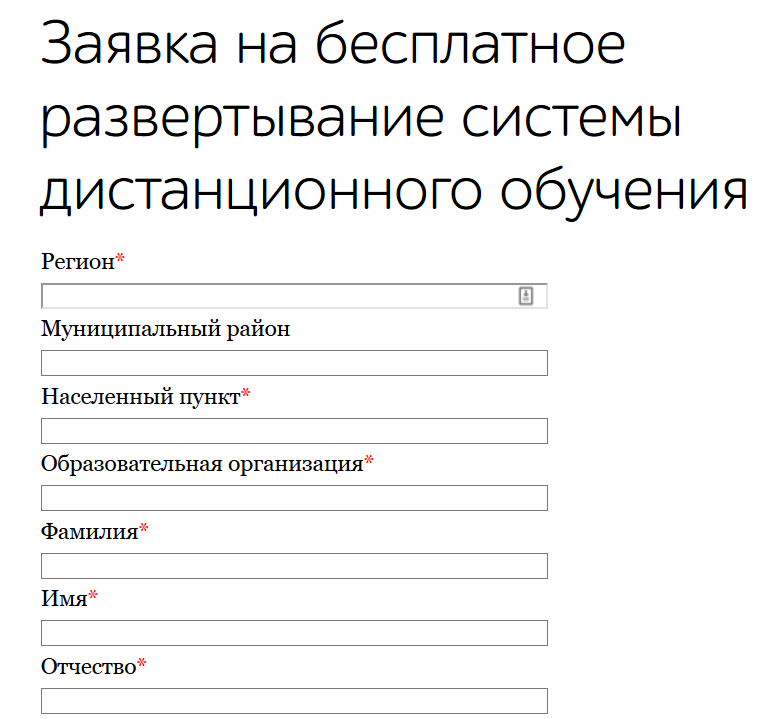 Заявка на бесплатное
развертывание системы
дистанционного обучения
Регион*
Муниципальный район
Населенный пункт*
Образовательная организация*
Фамилия*
Имя*
Отчество*